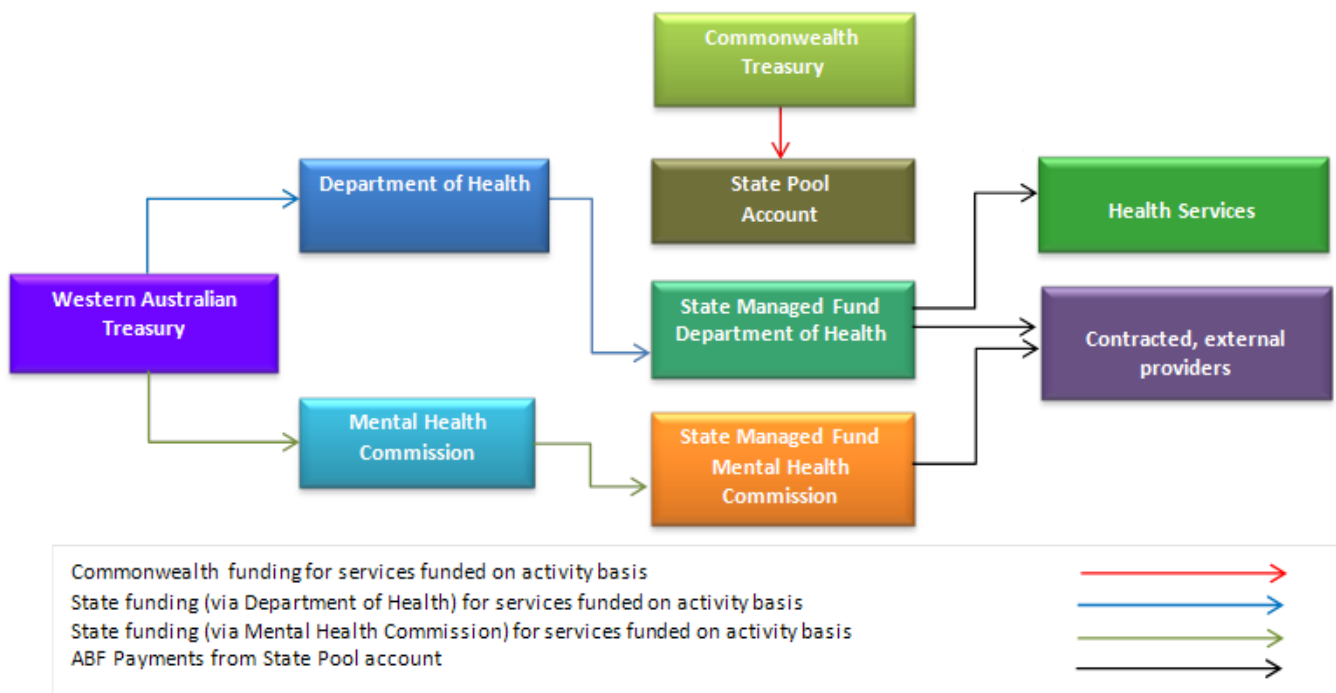 Commonwealth
Treasury
Department of Health
State Pool
Account
Health Services
Western Australian
Treasury
State Managed Fund
Department of Health
Contracted, external
providers
Mental Health
Commission
State Managed Fund
Mental Health
Commission
Commonwealth funding for services funded on activity basis
State funding (via Department of Health) for services funded on activity basis
State funding (via Mental Health Commission) for services funded on activity basis
ABF Payments from State Pool account